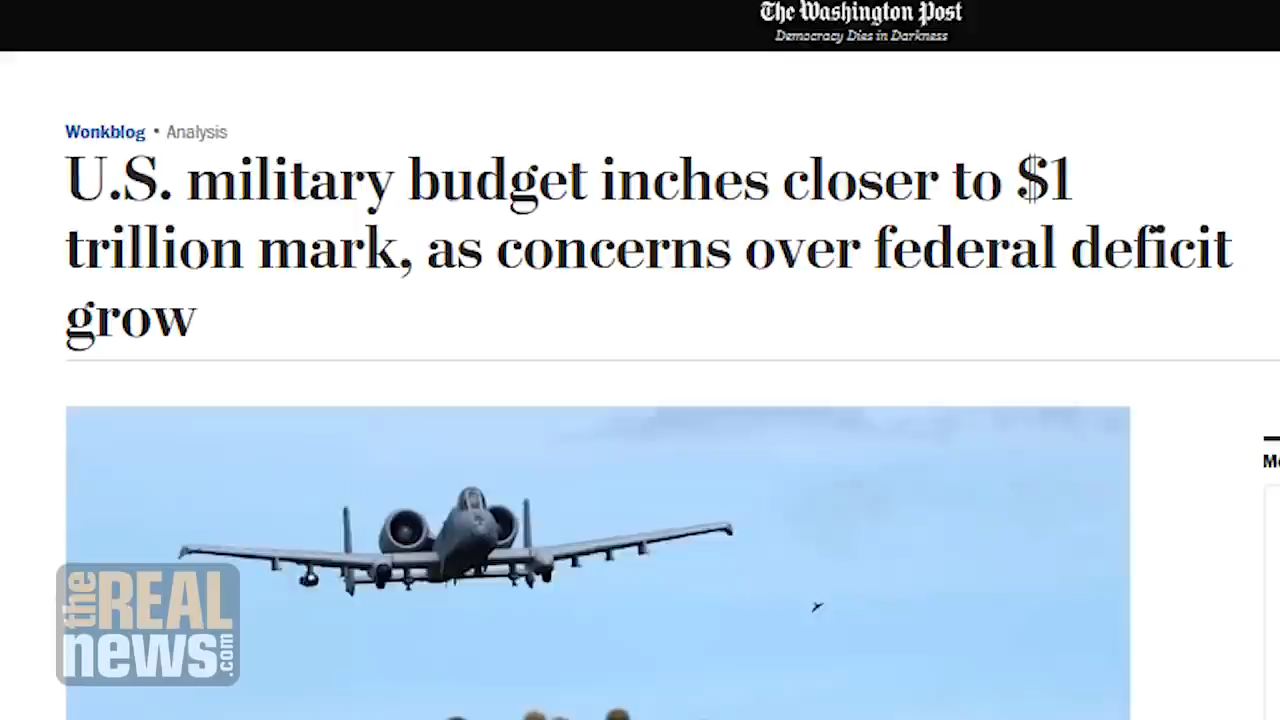 The Washington Post
Democracy Dies in Darkness
Wonkblog • Analysis
U.S. military budget inches closer to $1
trillion mark, as concerns over federal deficit
grow
the REAL
news.com